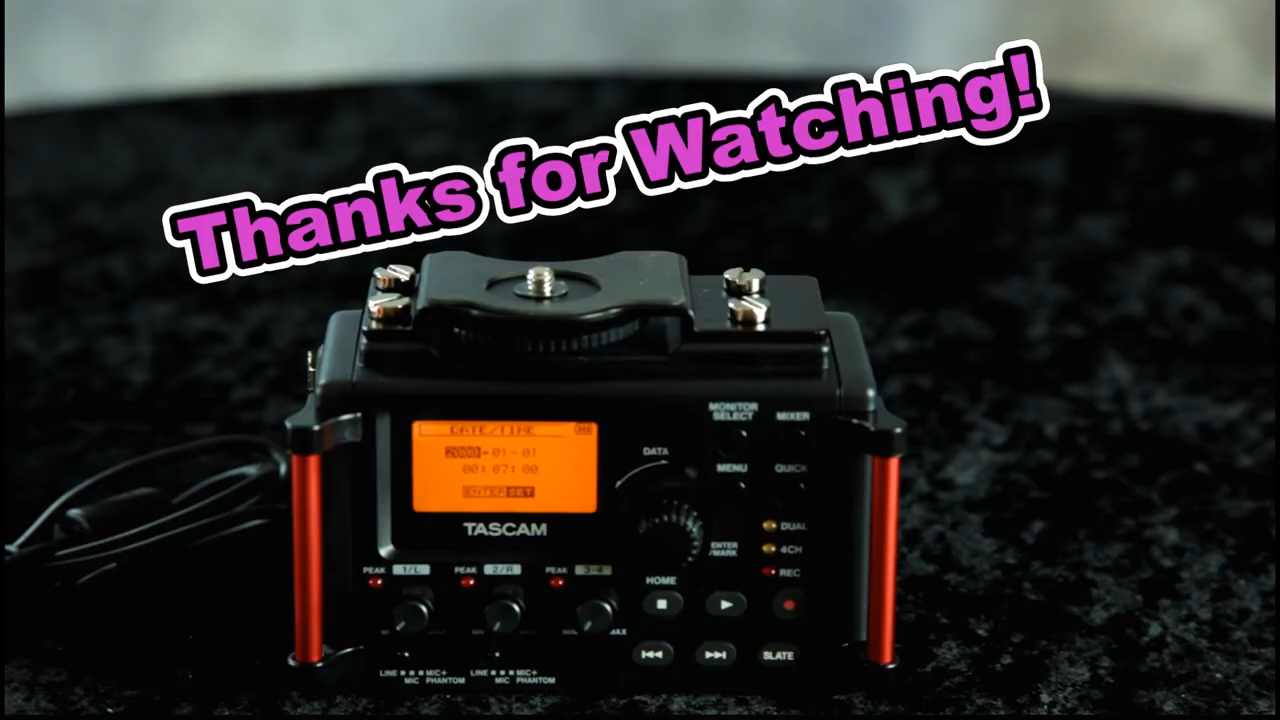 Thanks for Watching!
MONITOR SELECT
MIXER
DATE/TIME
2000-01-01
00:07:00
ENTER SET
DATA
MENU
QUICK
TASCAM
DUAL
ENTER /MARK
4CH
REC
PEAK 1/L PEAK 2/R PEAK 3-4
HOME
MAX
SLATE
LINE MIC+ LINE MIC+
MIC PHANTOM MIC PHANTOM